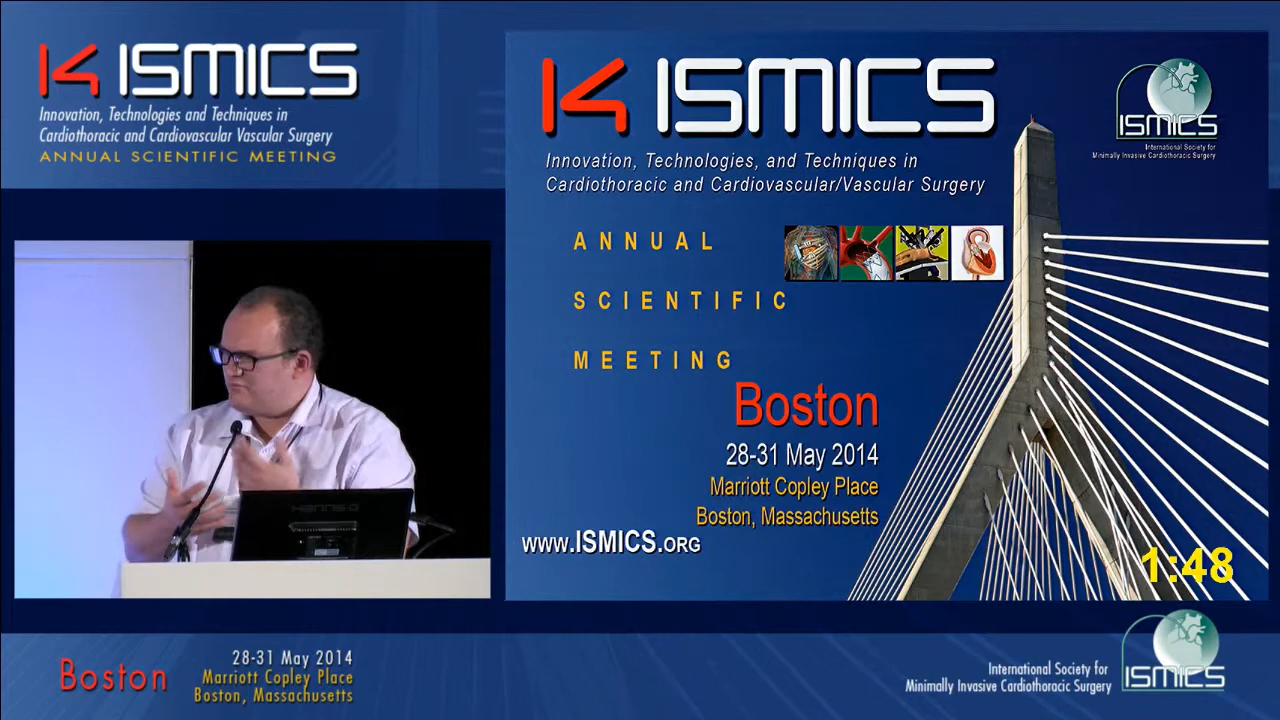 14 ISMICS
Innovation, Technologies and Techniques in
Cardiothoracic and Cardiovascular Vascular Surgery
ANNUAL SCIENTIFIC MEETING
14 ISMICS
Innovation, Technologies, and Techniques in
Cardiothoracic and Cardiovascular/Vascular Surgery
ISMICS
International Society for
Minimally Invasive Cardiothoracic Surgery
ANNUAL
SCIENTIFIC
MEETING
Boston
28-31 May 2014
Marriott Copley Place
Boston, Massachusetts
www.ISMICS.ORG
1:48
HANNS-G
Boston
28-31 May 2014
Marriott Copley Place
Boston, Massachusetts
International Society for
Minimally Invasive Cardiothoracic Surgery
ISMICS